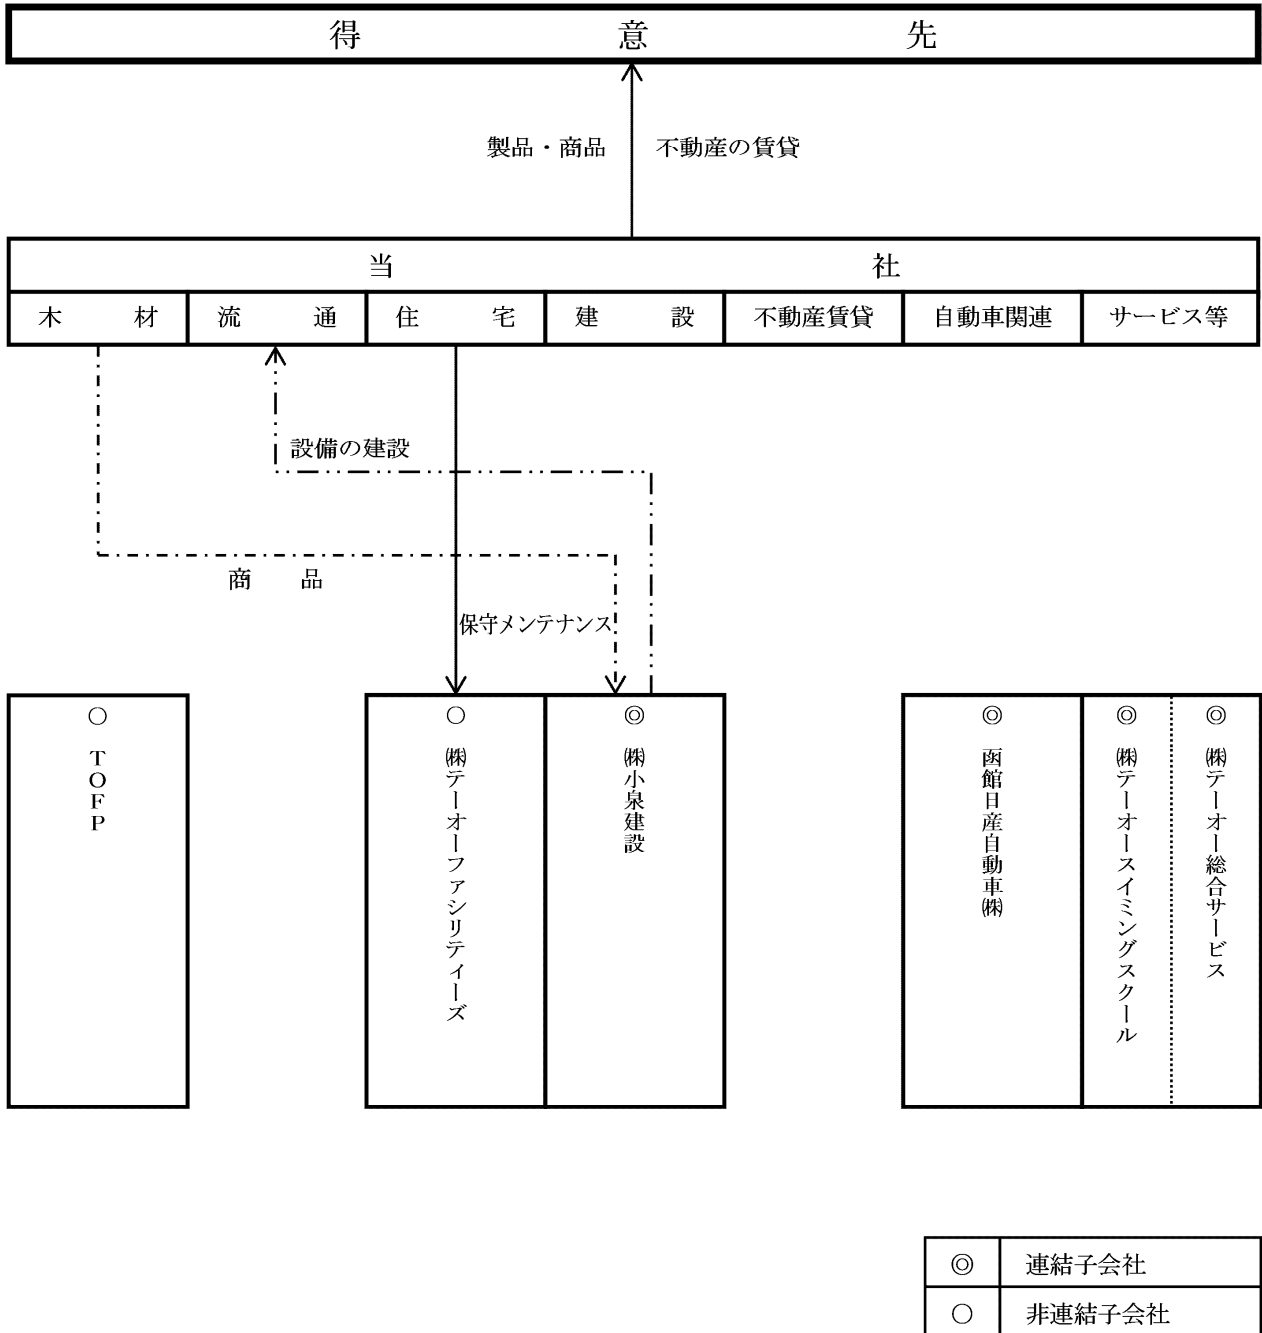 得意先
製品・商品 不動産の賃貸
当社
木材 流通 住宅 建設 不動産賃貸 自動車関連 サービス等
設備の建設
商品
保守メンテナンス
○ TOFP
○ ㈱テーオーファシリティーズ
◎ ㈱小泉建設
◎ 函館日産自動車㈱
◎ ㈱テーオースイミングスクール
◎ ㈱テーオー総合サービス
◎ 連結子会社
○ 非連結子会社